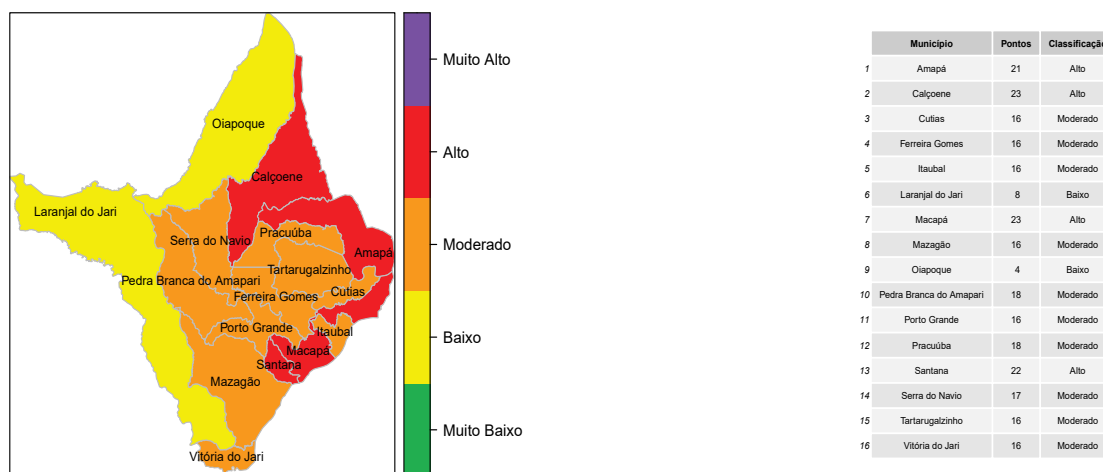 Oiapoque
Calçoene
Laranjal do Jari
Serra do Navio
Pracuúba
Amapá
Tartarugalzinho
Pedra Branca do Amapari
Cutias
Ferreira Gomes
Porto Grande
Itaubal
Macapá
Santana
Mazagão
Vitória do Jari
Muito Alto
Alto
Moderado
Baixo
Muito Baixo
Município Pontos Classificaçã
1 Amapá 21 Alto
2 Calçoene 23 Alto
3 Cutias 16 Moderado
4 Ferreira Gomes 16 Moderado
5 Itaubal 16 Moderado
6 Laranjal do Jari 8 Baixo
7 Macapá 23 Alto
8 Mazagão 16 Moderado
9 Oiapoque 4 Baixo
10 Pedra Branca do Amapari 18 Moderado
11 Porto Grande 16 Moderado
12 Pracuúba 18 Moderado
13 Santana 22 Alto
14 Serra do Navio 17 Moderado
15 Tartarugalzinho 16 Moderado
16 Vitória do Jari 16 Moderado